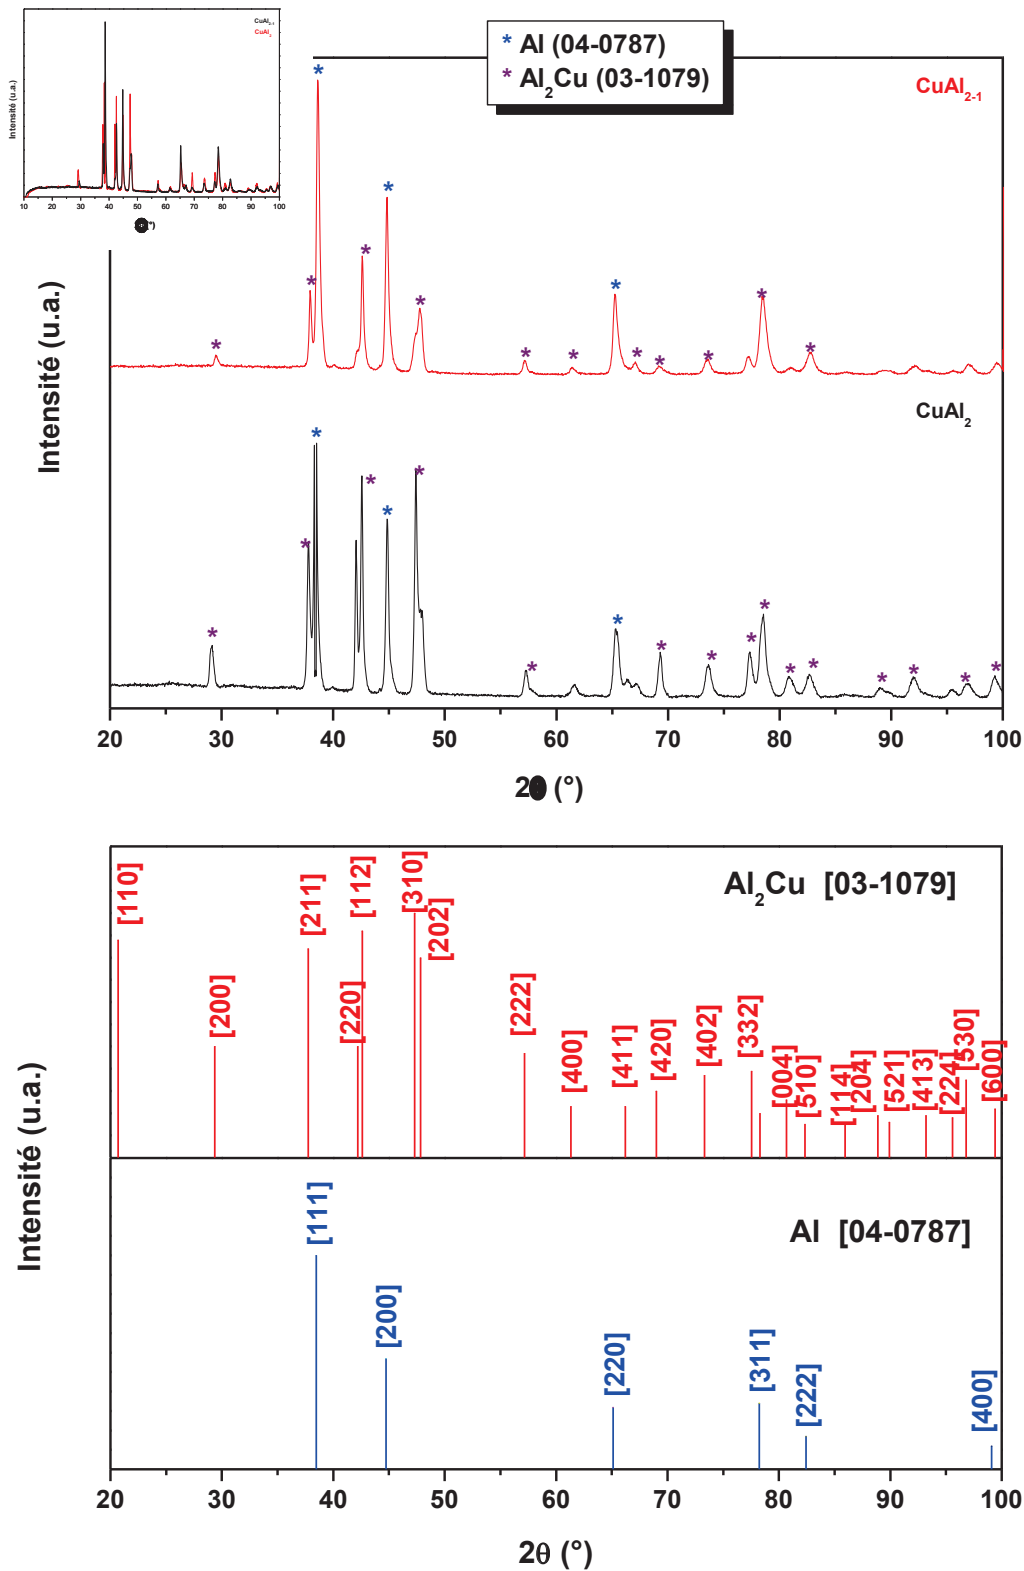 CuAl2-1
CuAl2
Intensité (u.a.)
10 20 30 40 50 60 70 80 90 100
(°)
* Al (04-0787)
* Al2Cu (03-1079)
CuAl2-1
CuAl2
Intensité (u.a.)
20 30 40 50 60 70 80 90 100
2θ (°)
Al2Cu [03-1079]
[110] [200] [211] [220] [112] [310] [202] [222] [400] [411] [420] [402] [332] [004] [510] [114] [204] [521] [413] [224] [530] [600]
Al [04-0787]
[111] [200] [220] [311] [222] [400]
Intensité (u.a.)
20 30 40 50 60 70 80 90 100
2θ (°)